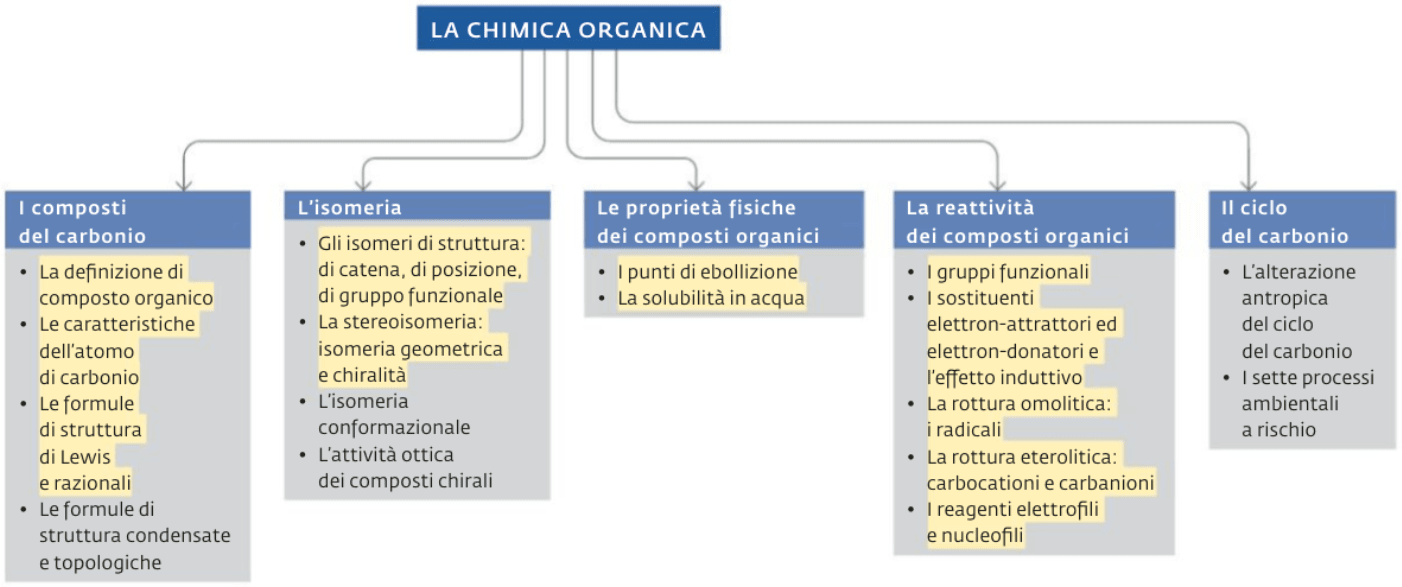 LA CHIMICA ORGANICA
I composti
del carbonio
• La definizione di
composto organico
• Le caratteristiche
dell'atomo
di carbonio
• Le formule
di struttura
di Lewis
e razionali
• Le formule di
struttura condensate
e topologiche
L'isomeria
• Gli isomeri di struttura:
di catena, di posizione,
di gruppo funzionale
• La stereoisomeria:
isomeria geometrica
e chiralità
• L'isomeria
conformazionale
• L'attività ottica
dei composti chirali
Le proprietà fisiche
dei composti organici
• I punti di ebollizione
• La solubilità in acqua
La reattività
dei composti organici
• I gruppi funzionali
• I sostituenti
elettron-attrattori ed
elettron-donatori e
l'effetto induttivo
• La rottura omolitica:
i radicali
• La rottura eterolitica:
carbocationi e carbanioni
• I reagenti elettrofili
e nucleofili
Il ciclo
del carbonio
• L'alterazione
antropica
del ciclo
del carbonio
• I sette processi
ambientali
a rischio